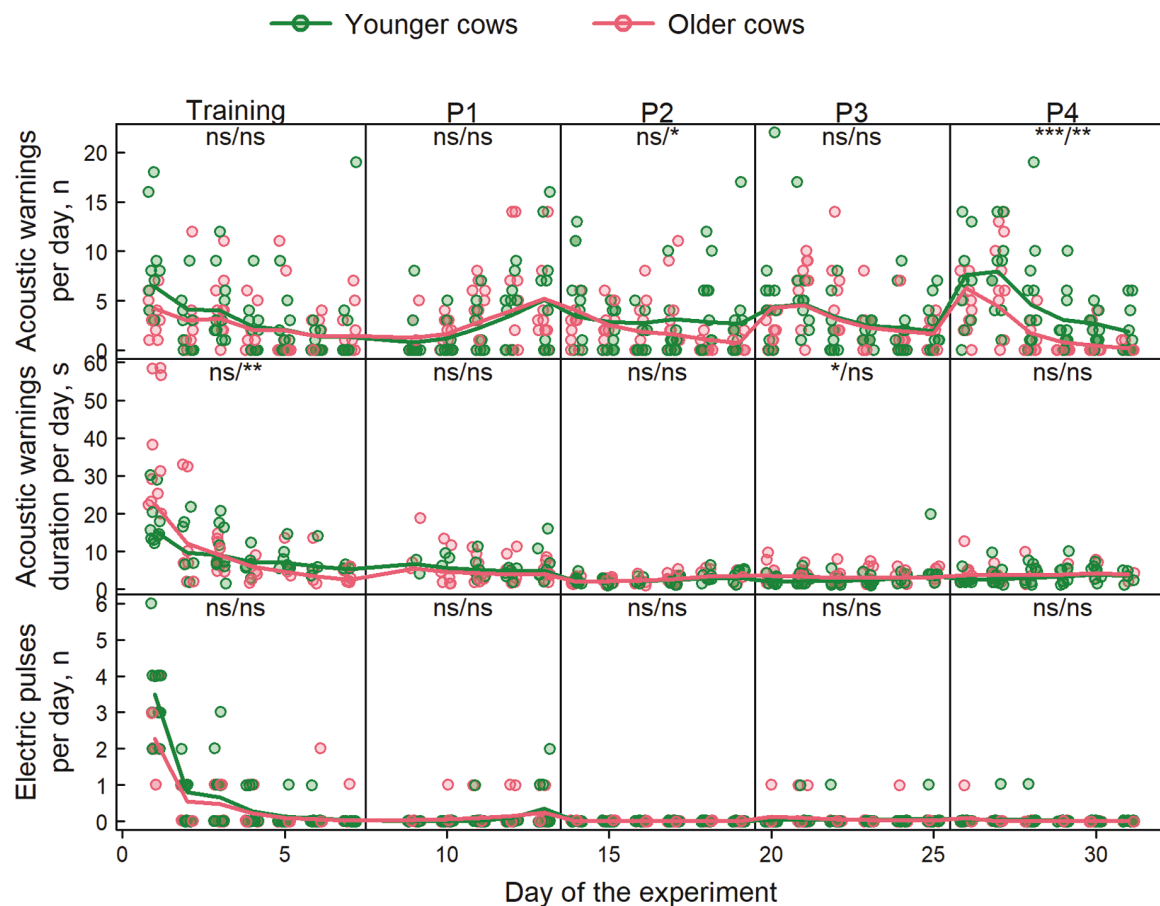 Younger cows Older cows
Training P1 P2 P3 P4
Acoustic warnings
per day, n
20
15
10
5
0
ns/ns ns/ns ns/* ns/ns ***/**
Acoustic warnings
duration per day, s
60
50
40
30
20
10
0
ns/** ns/ns ns/ns */ns ns/ns
Electric pulses
per day, n
6
5
4
3
2
1
0
ns/ns ns/ns ns/ns ns/ns ns/ns
0 5 10 15 20 25 30
Day of the experiment